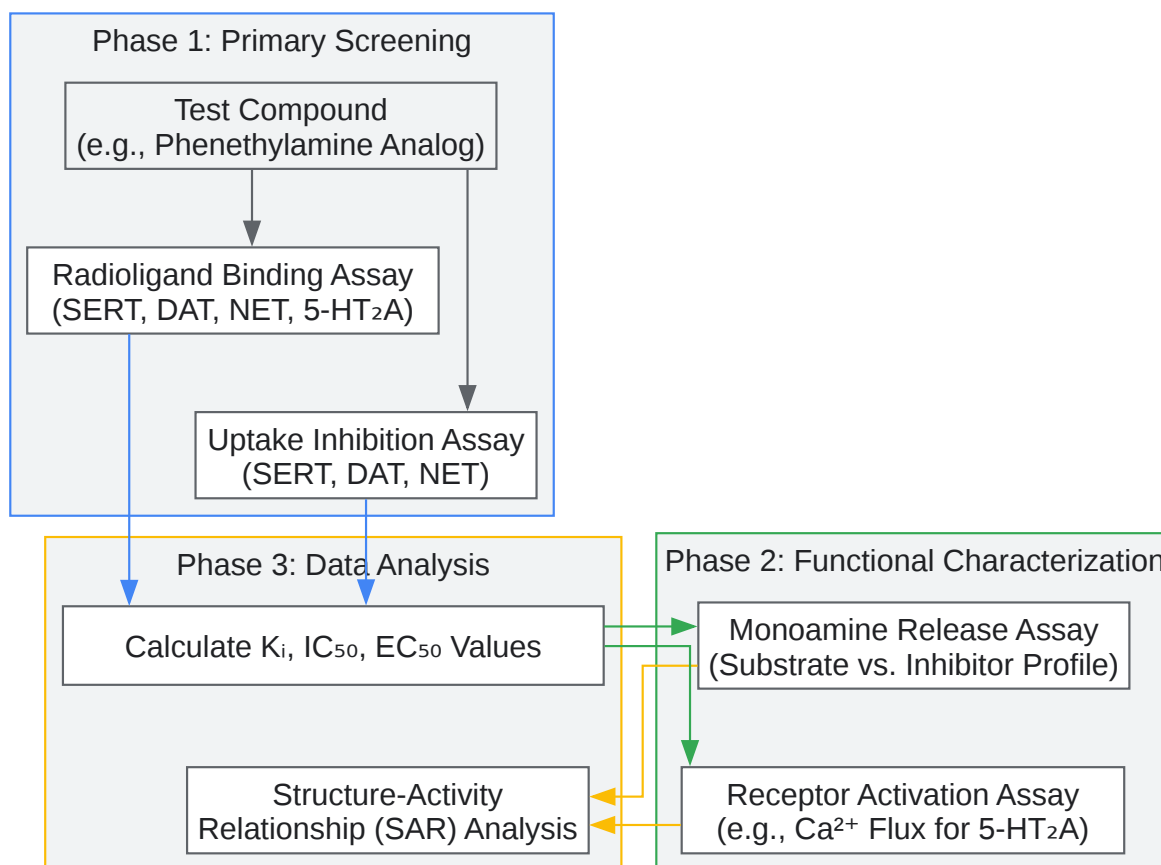 Phase 1: Primary Screening
Test Compound
(e.g., Phenethylamine Analog)
Radioligand Binding Assay
(SERT, DAT, NET, 5-HT₂A)
Uptake Inhibition Assay
(SERT, DAT, NET)
Phase 3: Data Analysis
Calculate Kᵢ, IC₅₀, EC₅₀ Values
Structure-Activity
Relationship (SAR) Analysis
Phase 2: Functional Characterization
Monoamine Release Assay
(Substrate vs. Inhibitor Profile)
Receptor Activation Assay
(e.g., Ca²⁺ Flux for 5-HT₂A)